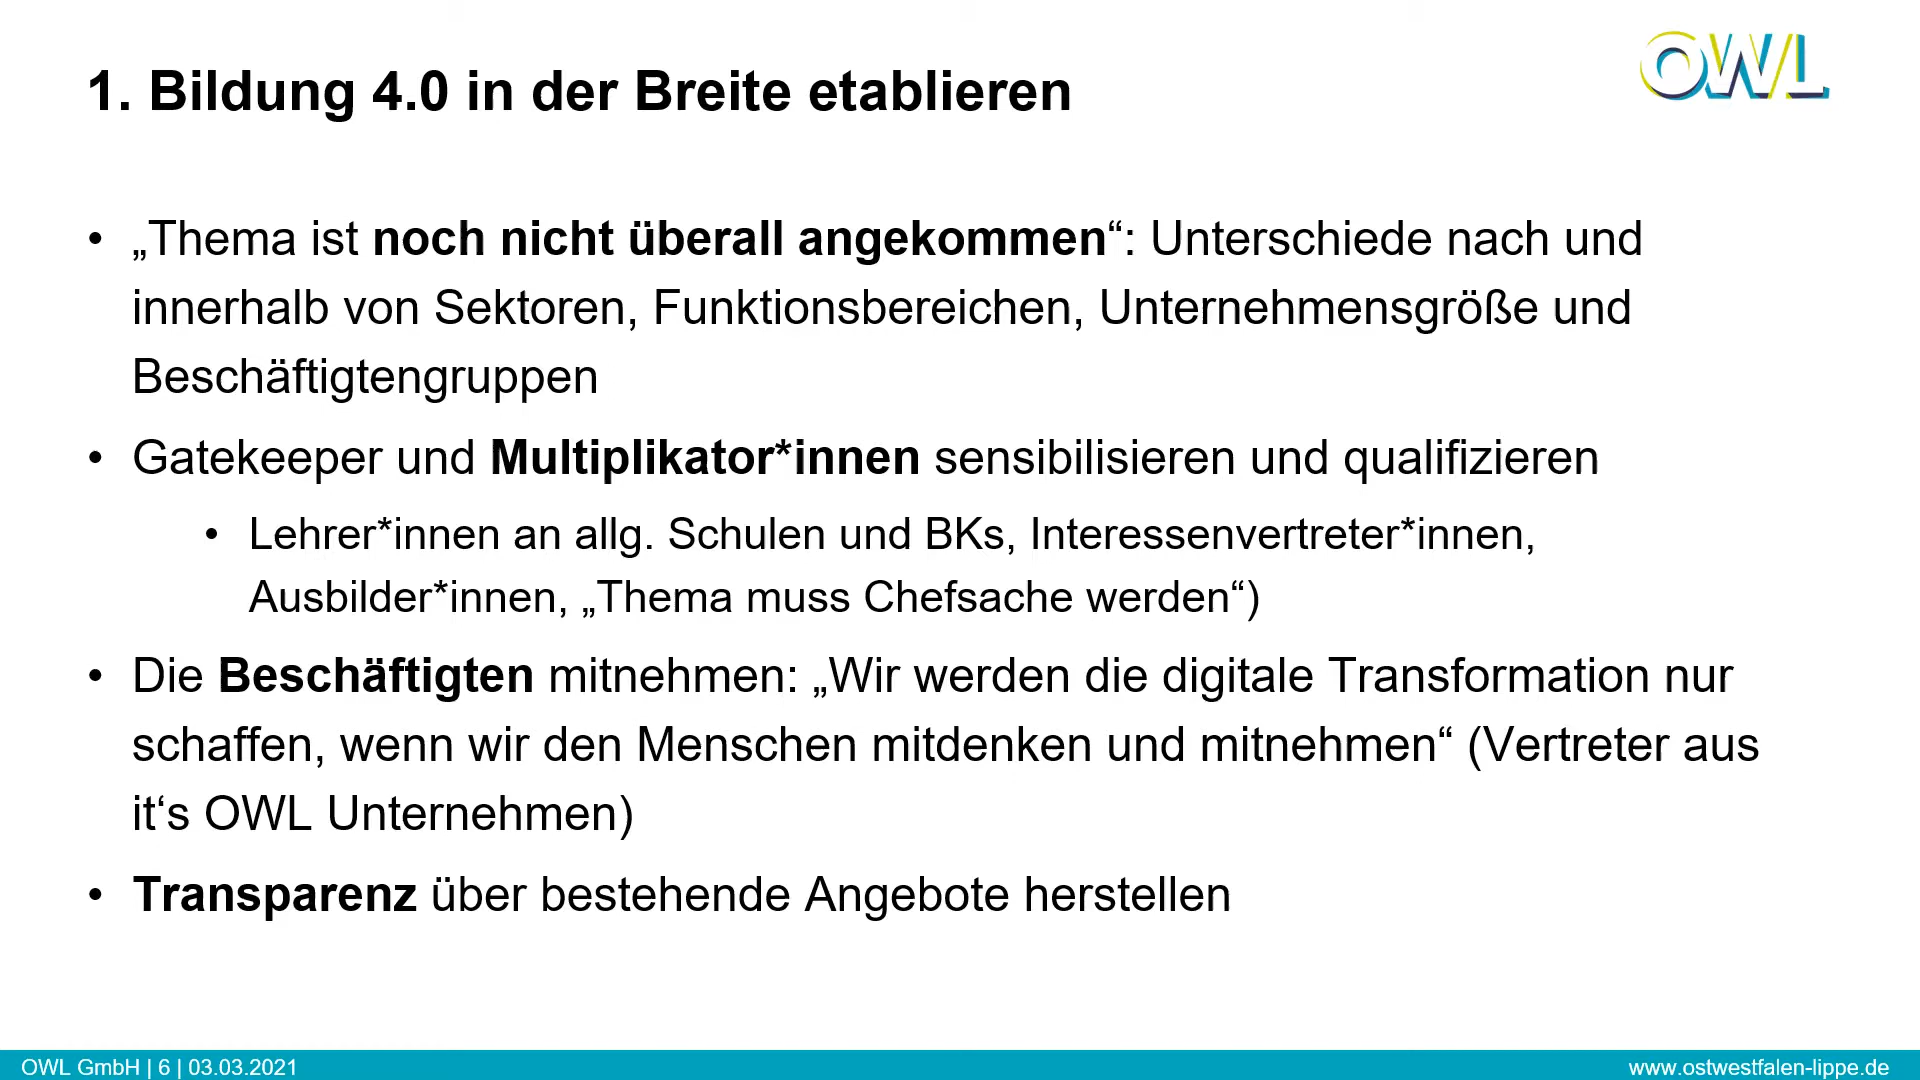 1. Bildung 4.0 in der Breite etablieren
OWL
• „Thema ist noch nicht überall angekommen“: Unterschiede nach und
innerhalb von Sektoren, Funktionsbereichen, Unternehmensgröße und
Beschäftigtengruppen
• Gatekeeper und Multiplikator*innen sensibilisieren und qualifizieren
• Lehrer*innen an allg. Schulen und BKs, Interessenvertreter*innen,
Ausbilder*innen, „Thema muss Chefsache werden“)
• Die Beschäftigten mitnehmen: „Wir werden die digitale Transformation nur
schaffen, wenn wir den Menschen mitdenken und mitnehmen“ (Vertreter aus
it‘s OWL Unternehmen)
• Transparenz über bestehende Angebote herstellen
OWL GmbH | 6 | 03.03.2021
www.ostwestfalen-lippe.de